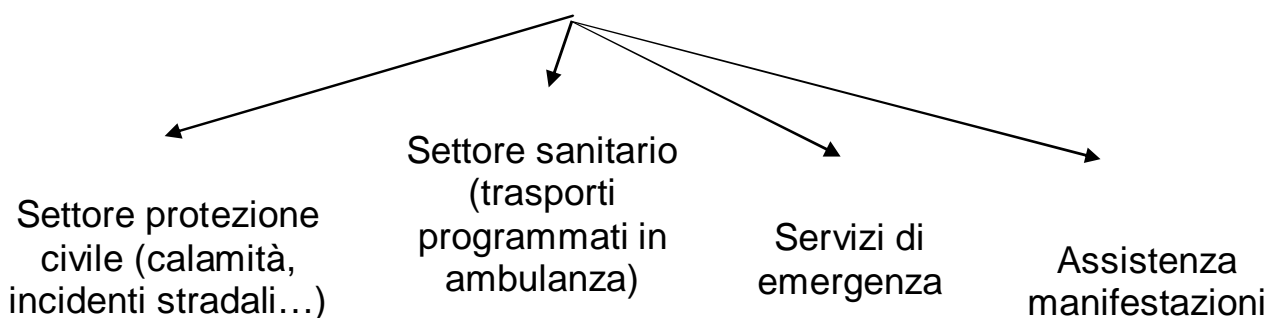 Settore protezione
civile (calamità,
incidenti stradali…)
Settore sanitario
(trasporti
programmati in
ambulanza)
Servizi di
emergenza
Assistenza
manifestazioni